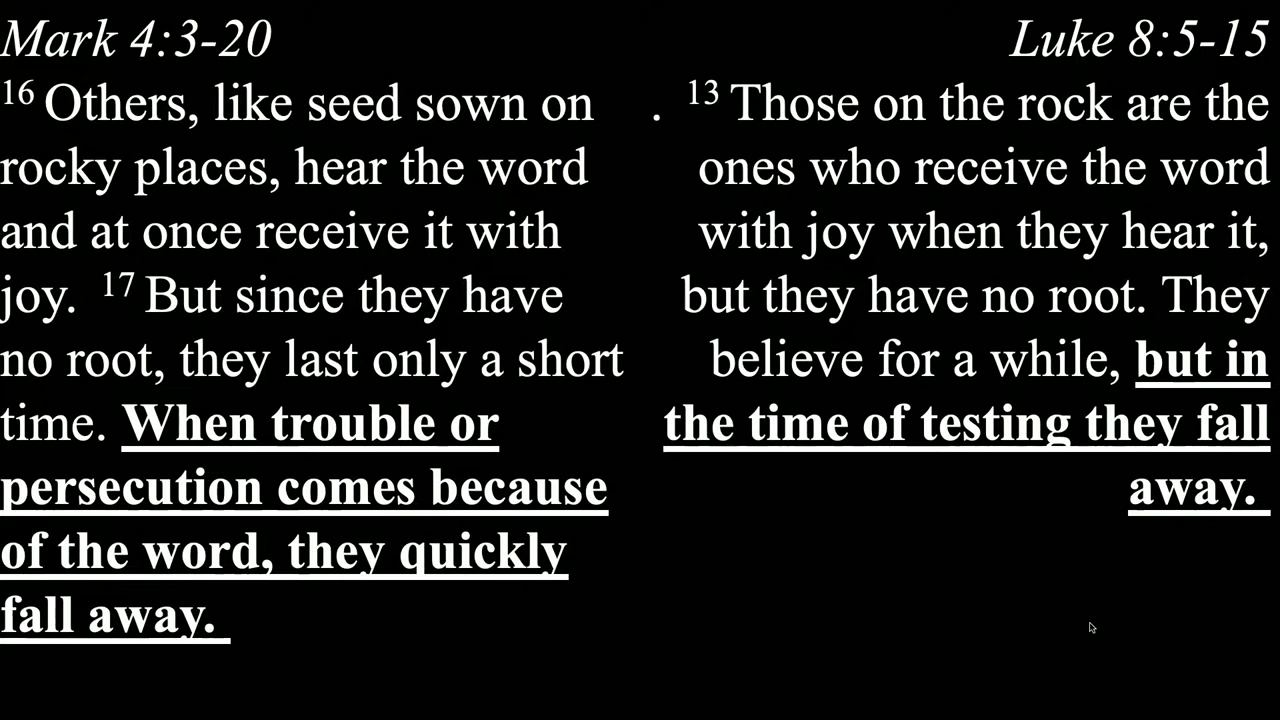 Mark 4:3-20
16 Others, like seed sown on
rocky places, hear the word
and at once receive it with
joy. 17 But since they have
no root, they last only a short
time. When trouble or
persecution comes because
of the word, they quickly
fall away.
Luke 8:5-15
. 13 Those on the rock are the
ones who receive the word
with joy when they hear it,
but they have no root. They
believe for a while, but in
the time of testing they fall
away.